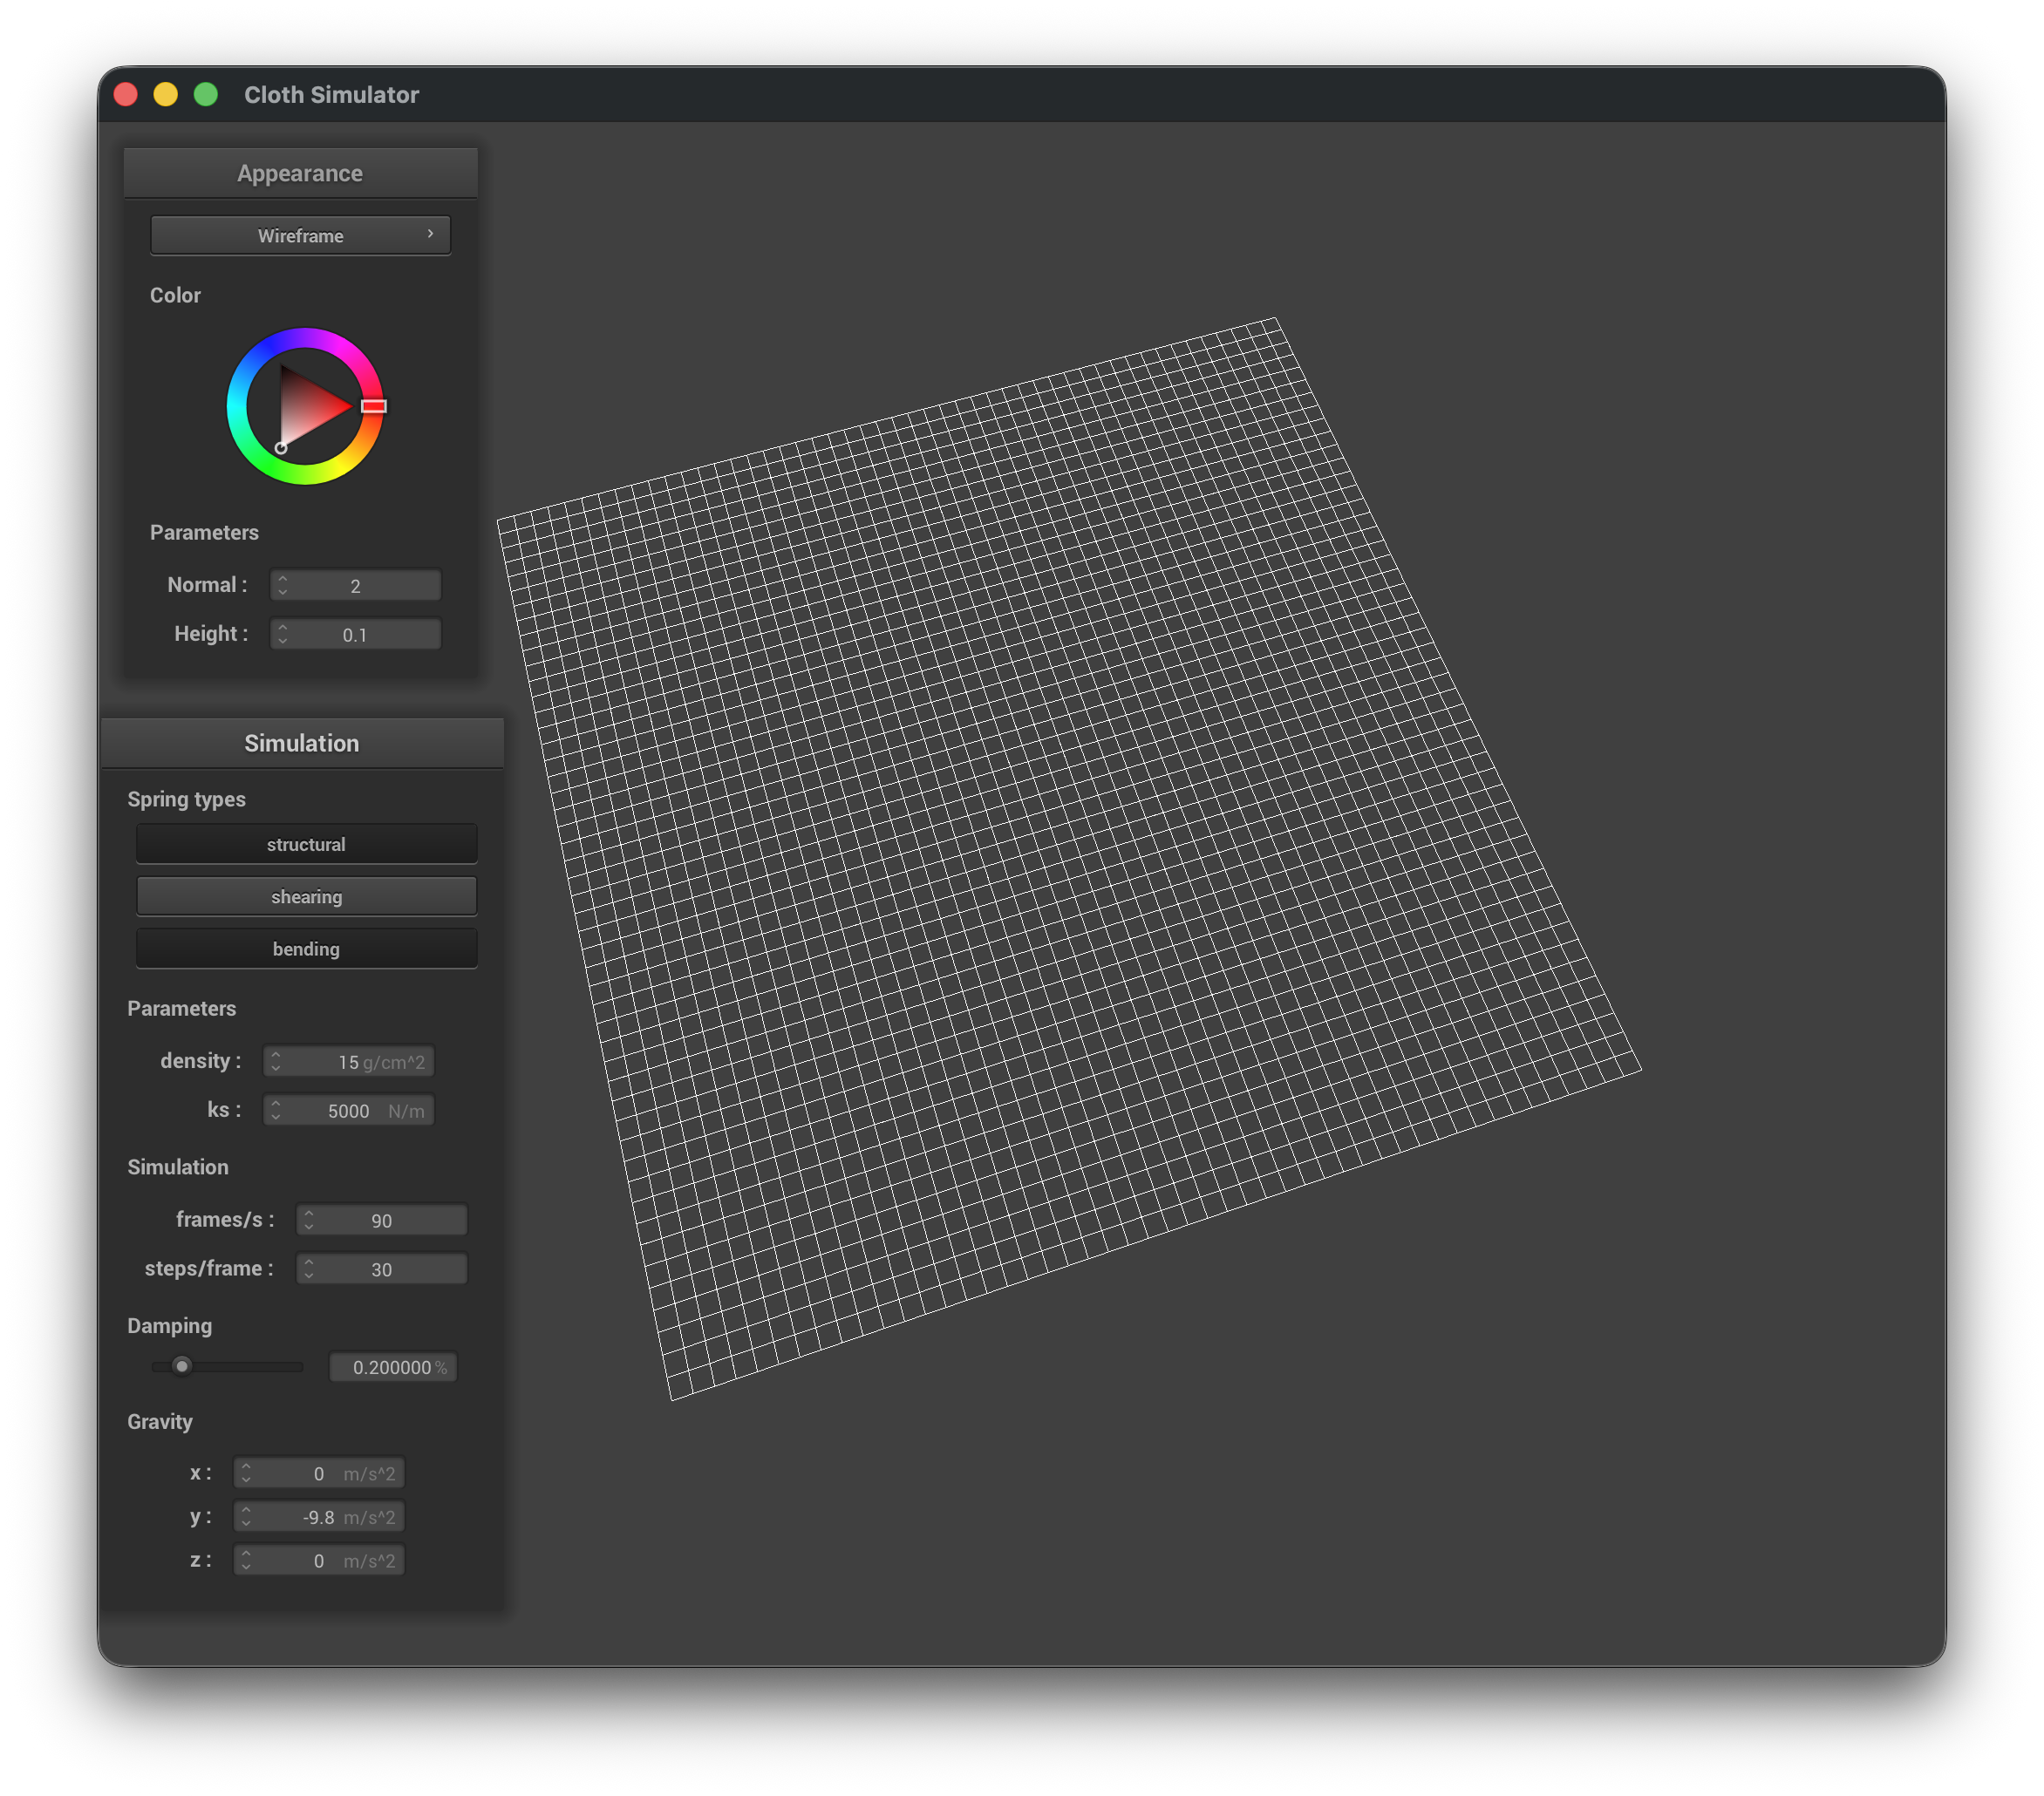 Cloth Simulator
Appearance
Wireframe
Color
Parameters
Normal : 2
Height : 0.1
Simulation
Spring types
structural
shearing
bending
Parameters
density : 15 g/cm^2
ks : 5000 N/m
Simulation
frames/s : 90
steps/frame : 30
Damping
0.200000 %
Gravity
x : 0 m/s^2
y : -9.8 m/s^2
z : 0 m/s^2